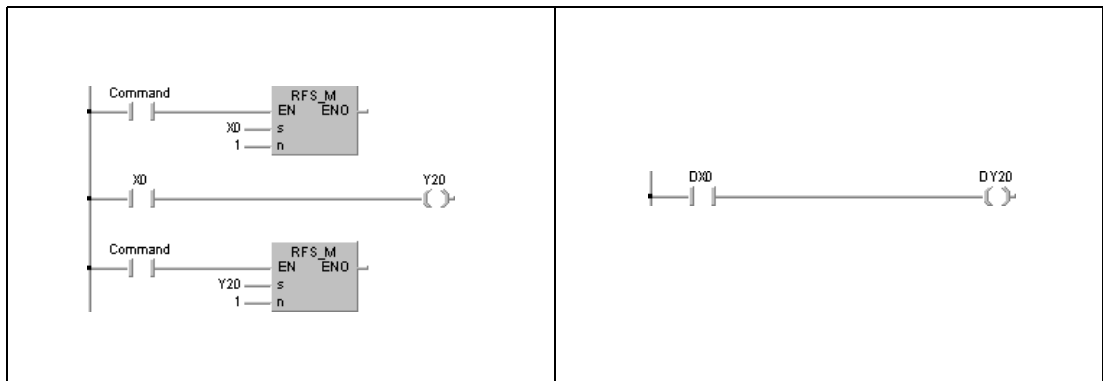 Command
RFS_M
EN ENO
X0 s
1 n
X0 Y20
Command
RFS_M
EN ENO
Y20 s
1 n
DX0 DY20